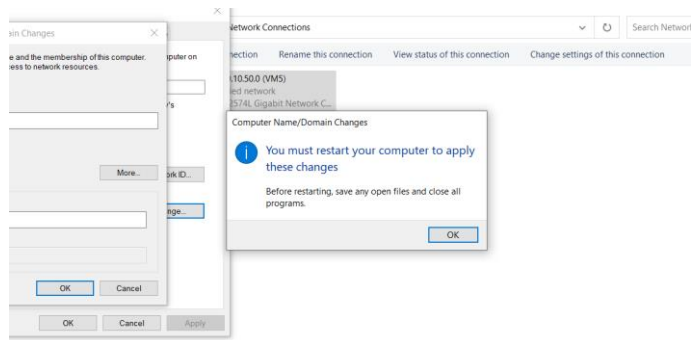 Network Connections
Search Network
ain Changes
e and the membership of this computer.
ess to network resources.
puter on
nection Rename this connection View status of this connection Change settings of this connection
.10.50.0 (VM5)
ed network
2574L Gigabit Network C...
's
Computer Name/Domain Changes
You must restart your computer to apply
these changes
Before restarting, save any open files and close all
programs.
OK
More...
ork ID...
nge...
OK Cancel
OK Cancel Apply